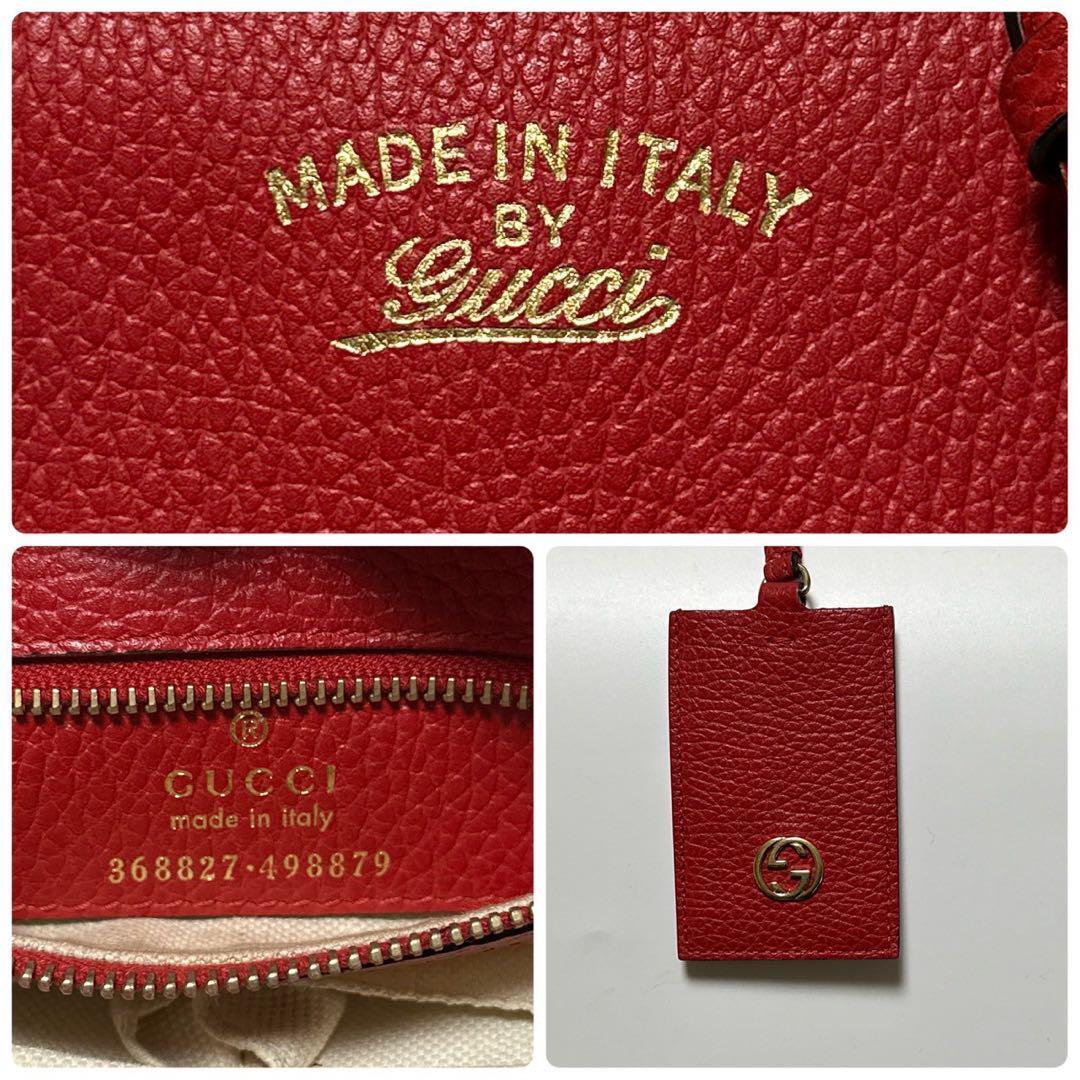 MADE IN ITALY
BY
Gucci
®
GUCCI
made in italy
368827·498879